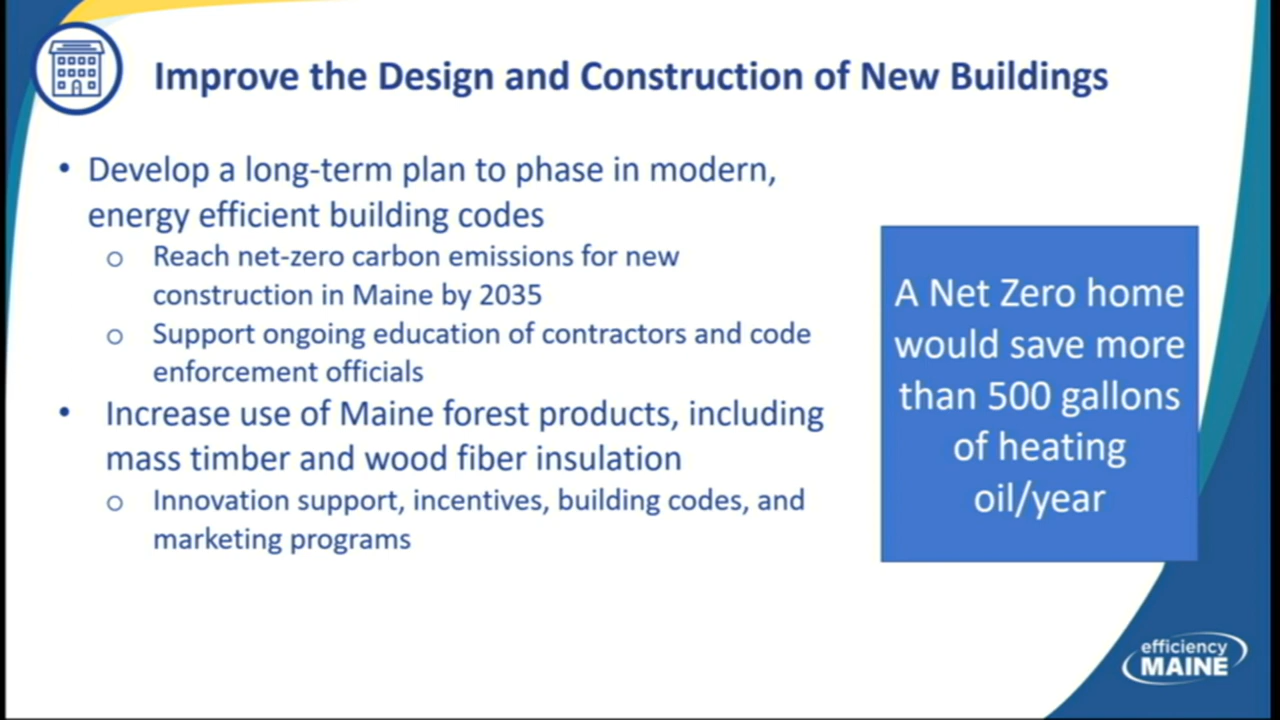 Improve the Design and Construction of New Buildings
• Develop a long-term plan to phase in modern,
energy efficient building codes
o Reach net-zero carbon emissions for new
construction in Maine by 2035
o Support ongoing education of contractors and code
enforcement officials
• Increase use of Maine forest products, including
mass timber and wood fiber insulation
o Innovation support, incentives, building codes, and
marketing programs
A Net Zero home
would save more
than 500 gallons
of heating
oil/year
efficiency
MAINE